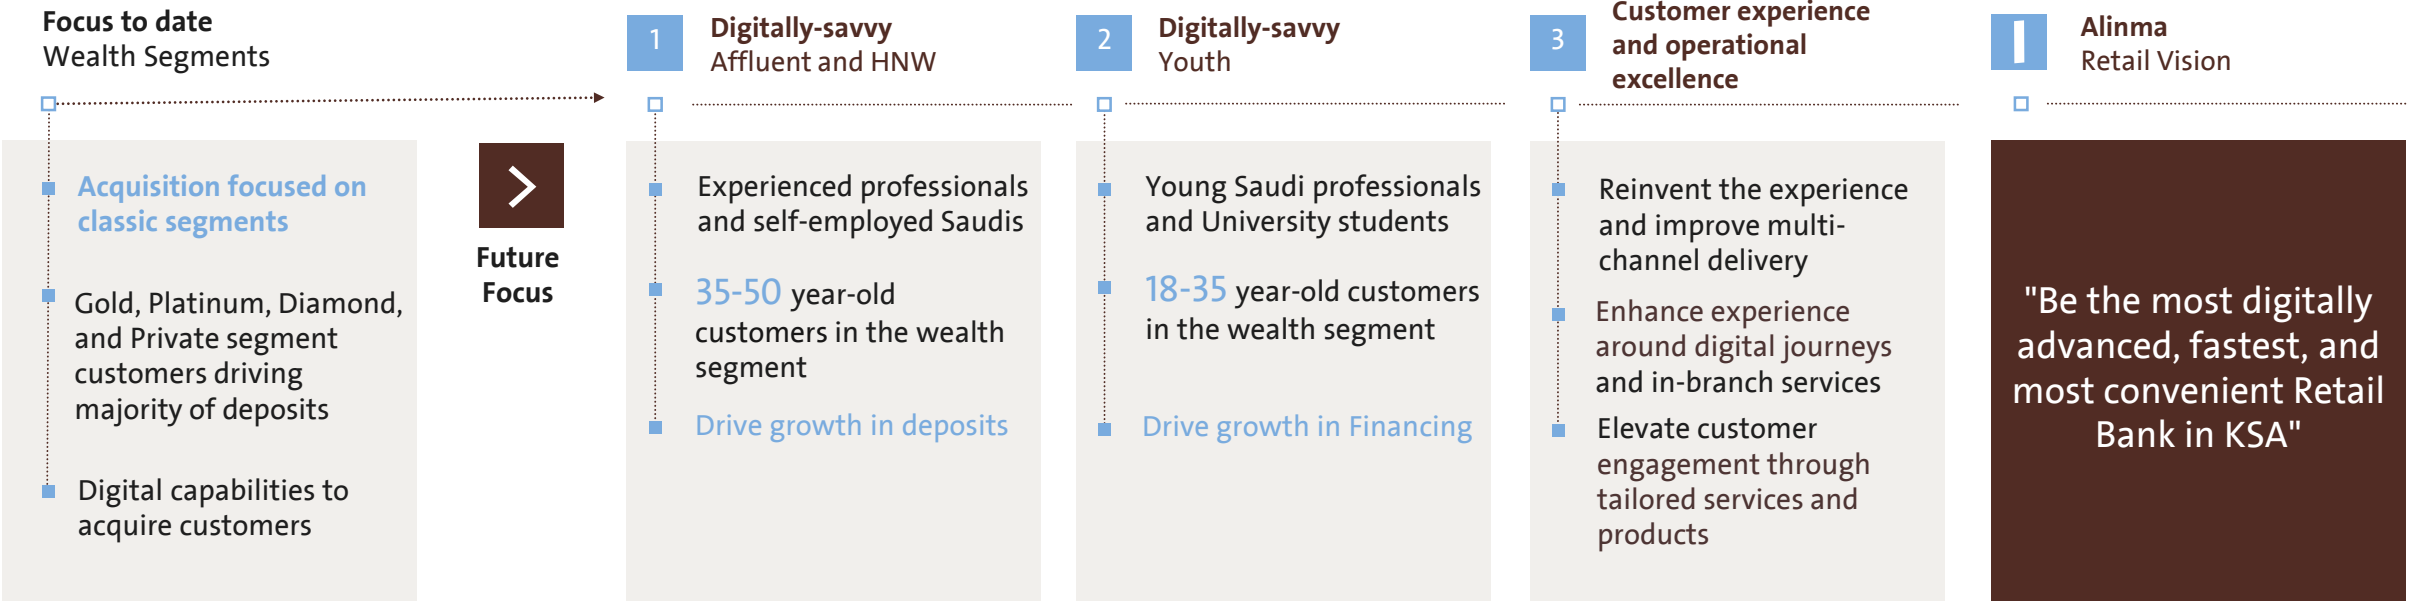 Focus to date
Wealth Segments
Acquisition focused on
classic segments
Gold, Platinum, Diamond,
and Private segment
customers driving
majority of deposits
Digital capabilities to
acquire customers
Future
Focus
1
Digitally-savvy
Affluent and HNW
Experienced professionals
and self-employed Saudis
35-50 year-old
customers in the wealth
segment
Drive growth in deposits
2
Digitally-savvy
Youth
Young Saudi professionals
and University students
18-35 year-old customers
in the wealth segment
Drive growth in Financing
3
Customer experience
and operational
excellence
Reinvent the experience
and improve multi-
channel delivery
Enhance experience
around digital journeys
and in-branch services
Elevate customer
engagement through
tailored services and
products
Alinma
Retail Vision
"Be the most digitally
advanced, fastest, and
most convenient Retail
Bank in KSA"